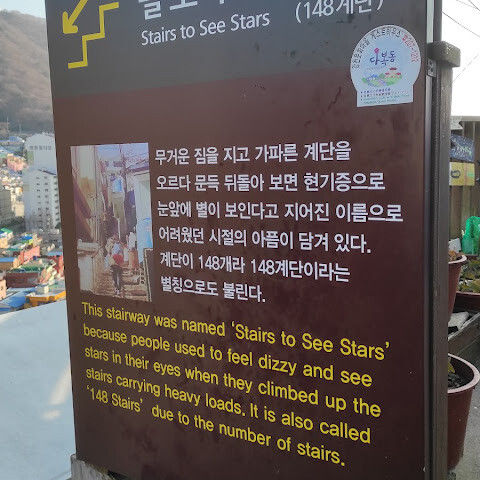 Stairs to See Stars
(148계단)
다복동
무거운 짐을 지고 가파른 계단을
오르다 문득 뒤돌아 보면 현기증으로
눈앞에 별이 보인다고 지어진 이름으로
어려웠던 시절의 아픔이 담겨 있다.
계단이 148개라 148계단이라는
별칭으로도 불린다.
This stairway was named ‘Stairs to See Stars’
because people used to feel dizzy and see
stars in their eyes when they climbed up the
stairs carrying heavy loads. It is also called
‘148 Stairs’ due to the number of stairs.